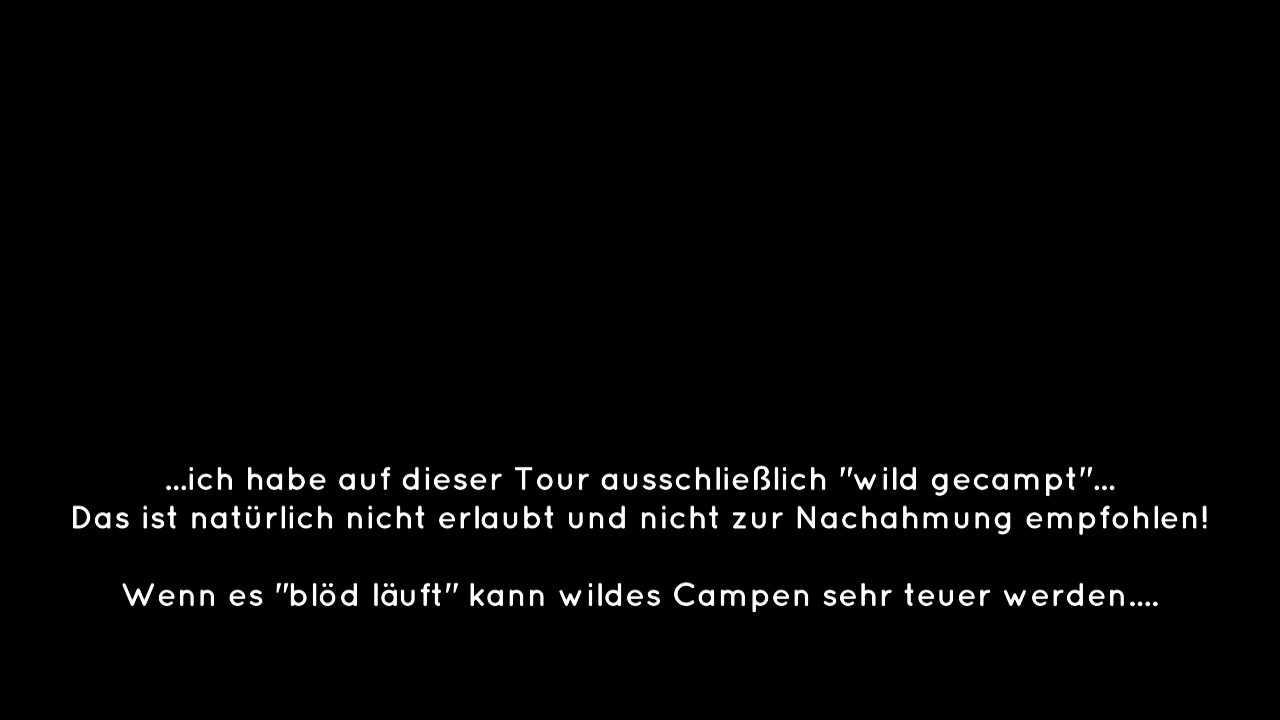 ...ich habe auf dieser Tour ausschließlich "wild gecampt"...
Das ist natürlich nicht erlaubt und nicht zur Nachahmung empfohlen!
Wenn es "blöd läuft" kann wildes Campen sehr teuer werden....